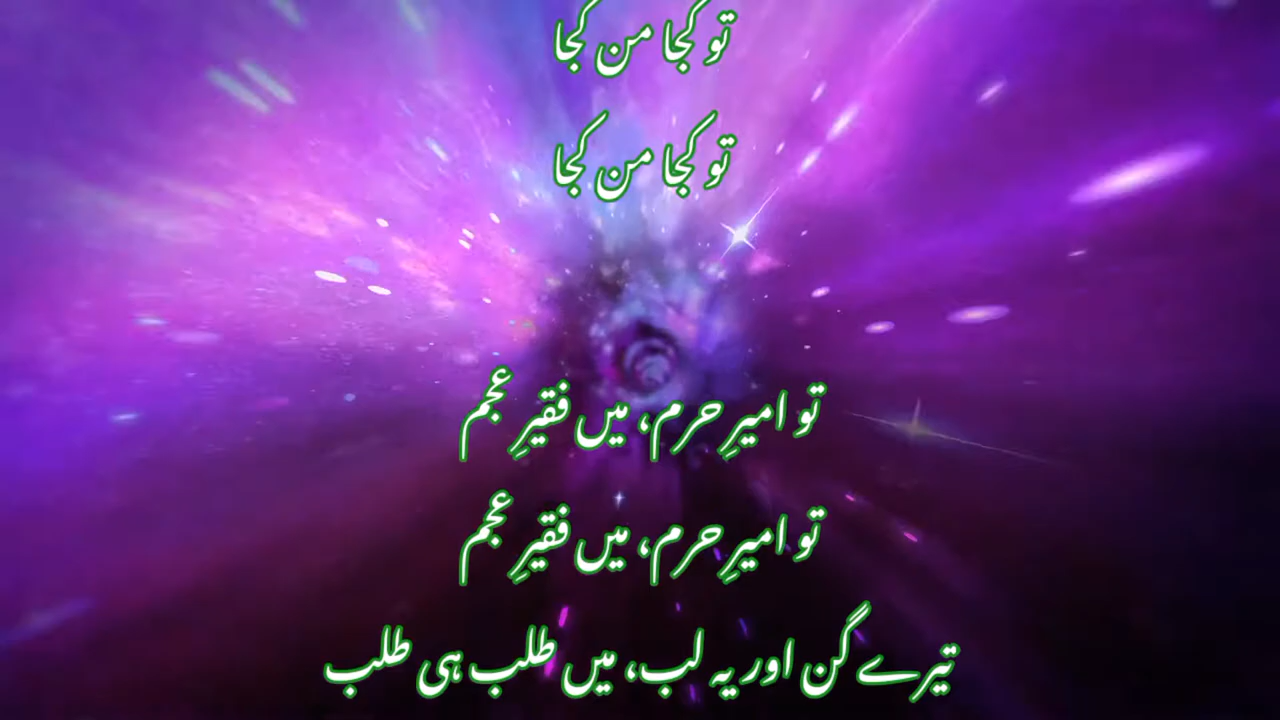 تو کجا من کجا
تو کجا من کجا
تو امیرِ حرم، میں فقیرِ عجم
تو امیرِ حرم، میں فقیرِ عجم
تیرے گن اور یہ لب، میں طلب ہی طلب